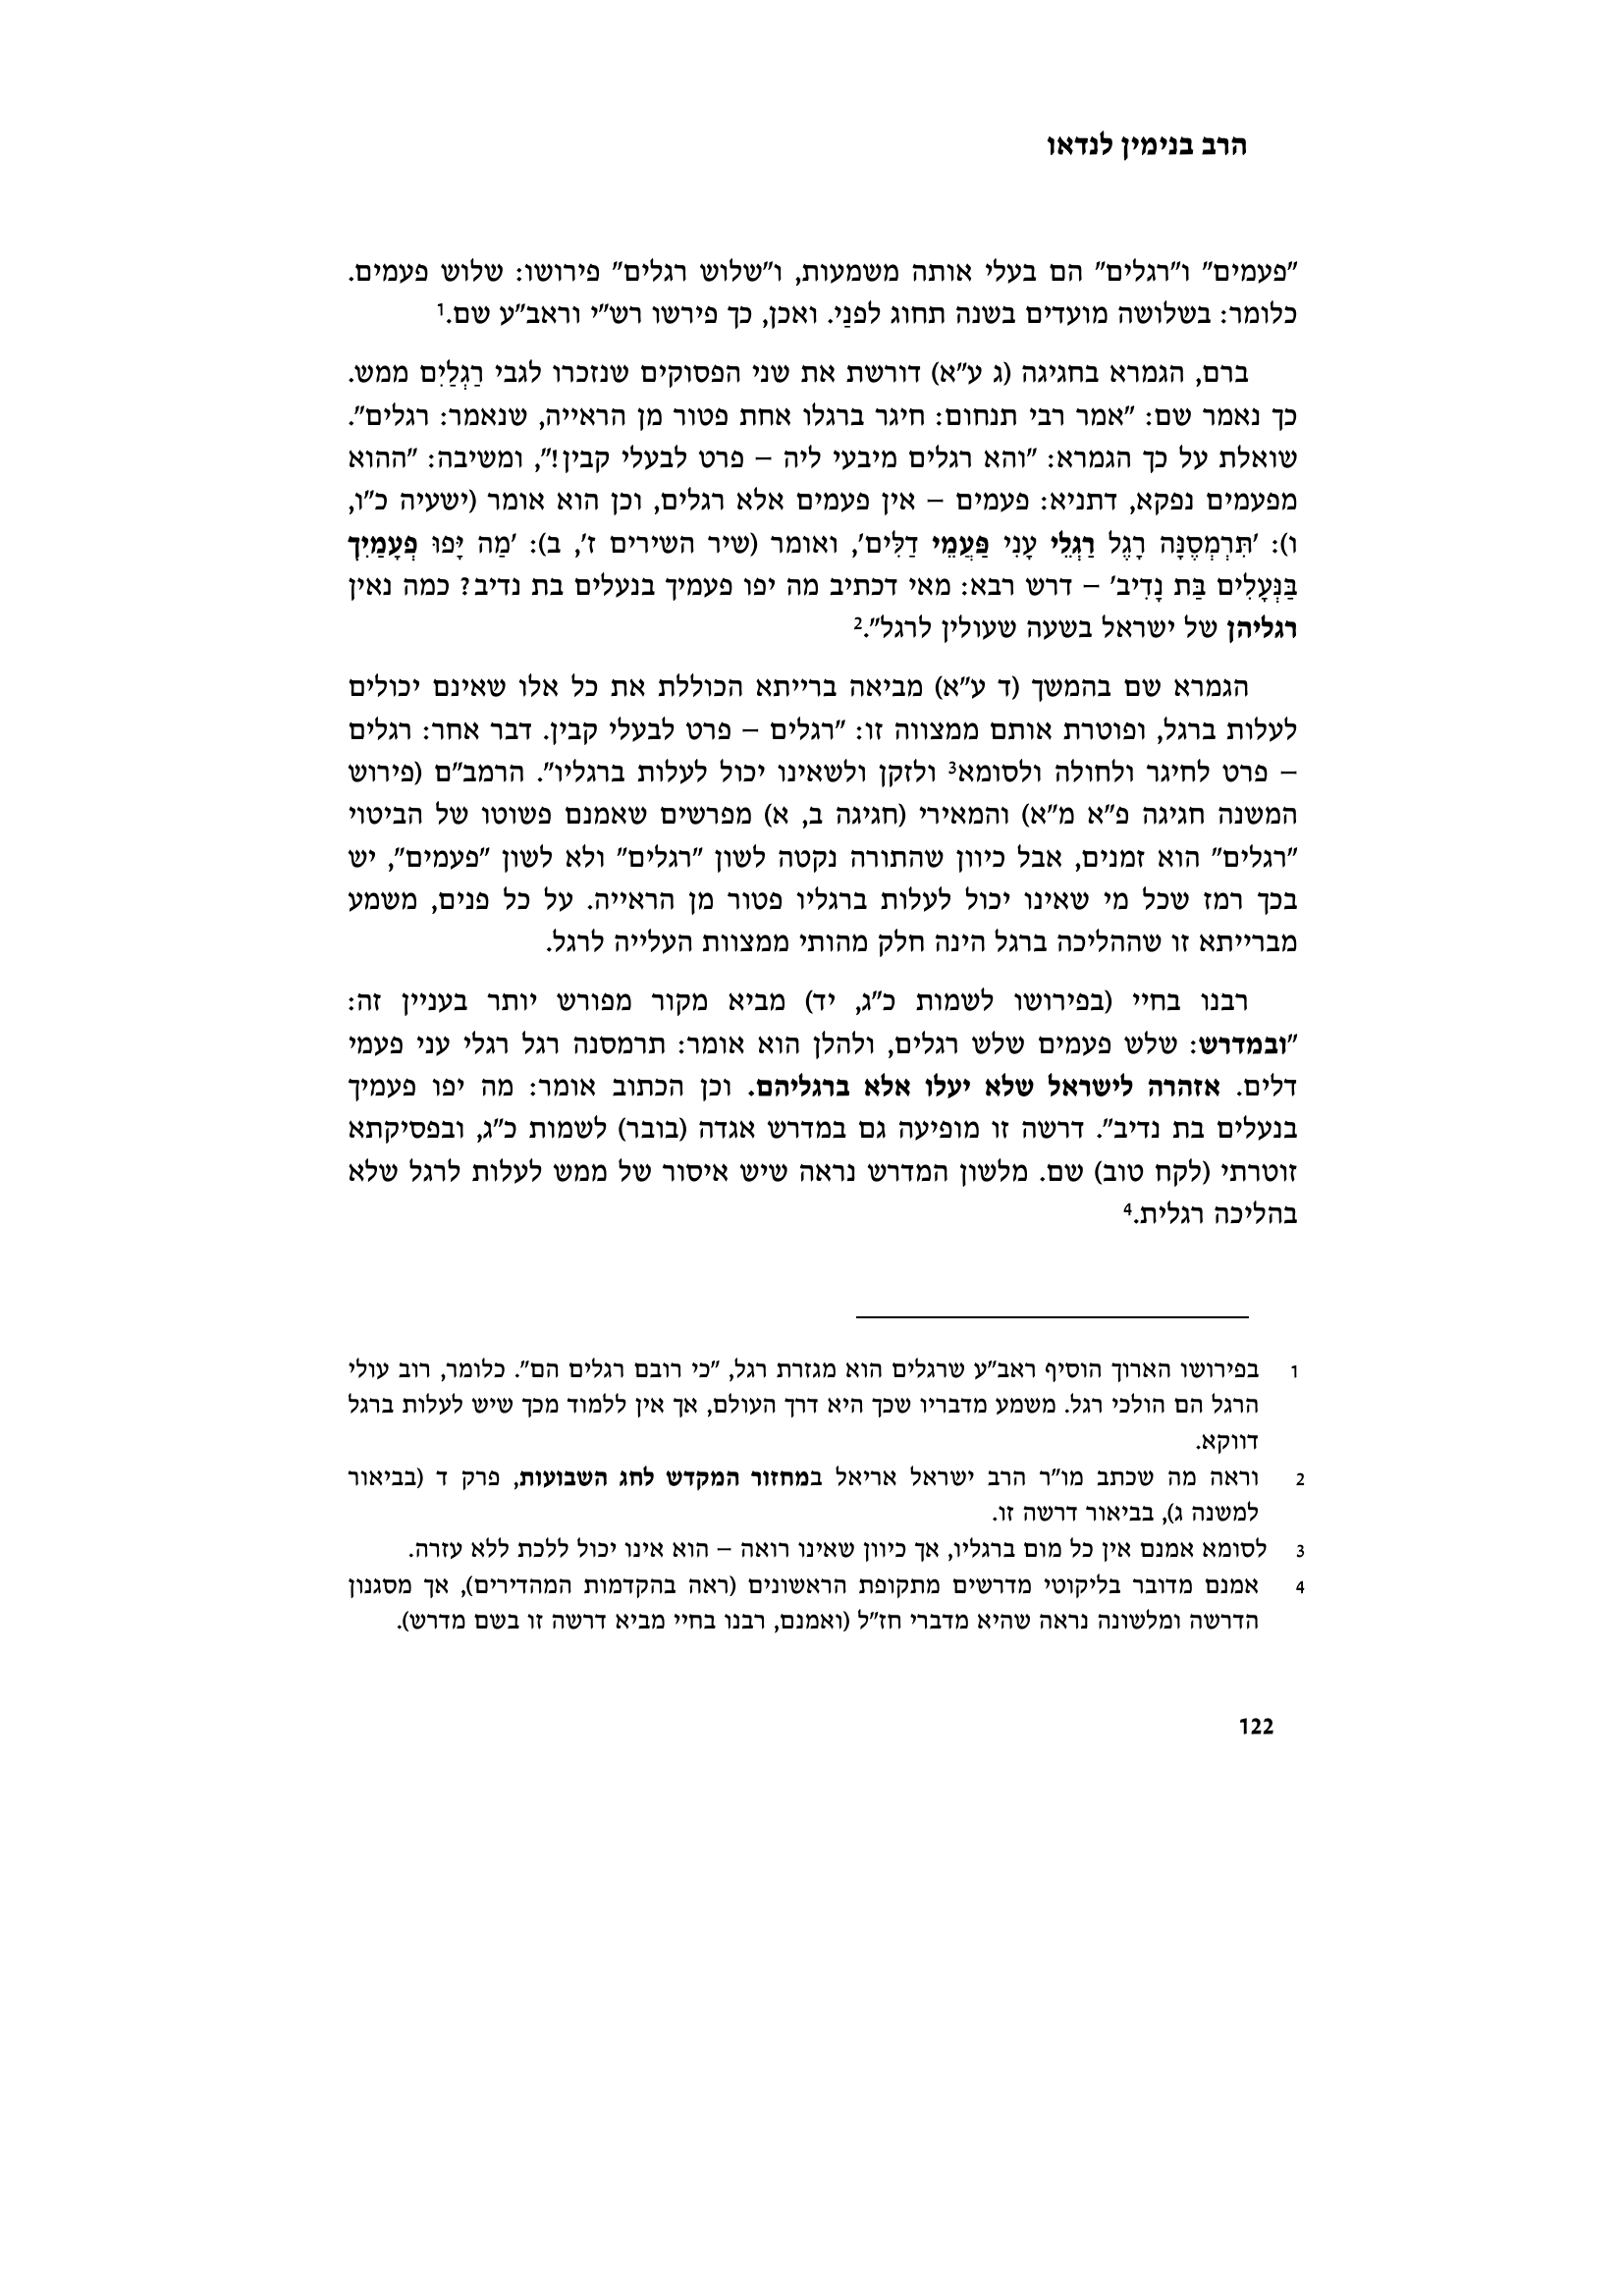 הרב בנימין לנדאו
"פעמים" ו"רגלים" הם בעלי אותה משמעות, ו"שלוש רגלים" פירושו: שלוש פעמים.
כלומר: בשלושה מועדים בשנה תחוג לפנַי. ואכן, כך פירשו רש"י וראב"ע שם.¹
ברם, הגמרא בחגיגה (ג ע"א) דורשת את שני הפסוקים שנזכרו לגבי רַגְלַיִם ממש.
כך נאמר שם: "אמר רבי תנחום: חיגר ברגלו אחת פטור מן הראייה, שנאמר: רגלים".
שואלת על כך הגמרא: "והא רגלים מיבעי ליה – פרט לבעלי קבין!", ומשיבה: "ההוא
מפעמים נפקא, דתניא: פעמים – אין פעמים אלא רגלים, וכן הוא אומר (ישעיה כ"ו,
ו): 'תִּרְמְסֶנָּה רָגֶל רַגְלֵי עָנִי פַּעֲמֵי דַלִּים', ואומר (שיר השירים ז', ב): 'מַה יָּפוּ פְעָמַיִךְ
בַּנְּעָלִים בַּת נָדִיב' – דרש רבא: מאי דכתיב מה יפו פעמיך בנעלים בת נדיב? כמה נאין
רגליהן של ישראל בשעה שעולין לרגל".²
הגמרא שם בהמשך (ד ע"א) מביאה ברייתא הכוללת את כל אלו שאינם יכולים
לעלות ברגל, ופוטרת אותם ממצווה זו: "רגלים – פרט לבעלי קבין. דבר אחר: רגלים
– פרט לחיגר ולחולה ולסומא³ ולזקן ולשאינו יכול לעלות ברגליו". הרמב"ם (פירוש
המשנה חגיגה פ"א מ"א) והמאירי (חגיגה ב, א) מפרשים שאמנם פשוטו של הביטוי
"רגלים" הוא זמנים, אבל כיוון שהתורה נקטה לשון "רגלים" ולא לשון "פעמים", יש
בכך רמז שכל מי שאינו יכול לעלות ברגליו פטור מן הראייה. על כל פנים, משמע
מברייתא זו שההליכה ברגל הינה חלק מהותי ממצוות העלייה לרגל.
רבנו בחיי (בפירושו לשמות כ"ג, יד) מביא מקור מפורש יותר בעניין זה:
"ובמדרש: שלש פעמים שלש רגלים, ולהלן הוא אומר: תרמסנה רגל רגלי עני פעמי
דלים. אזהרה לישראל שלא יעלו אלא ברגליהם. וכן הכתוב אומר: מה יפו פעמיך
בנעלים בת נדיב". דרשה זו מופיעה גם במדרש אגדה (בובר) לשמות כ"ג, ובפסיקתא
זוטרתי (לקח טוב) שם. מלשון המדרש נראה שיש איסור של ממש לעלות לרגל שלא
בהליכה רגלית.⁴
1 בפירושו הארוך הוסיף ראב"ע שרגלים הוא מגזרת רגל, "כי רובם רגלים הם". כלומר, רוב עולי
הרגל הם הולכי רגל. משמע מדבריו שכך היא דרך העולם, אך אין ללמוד מכך שיש לעלות ברגל
דווקא.
2 וראה מה שכתב מו"ר הרב ישראל אריאל במחזור המקדש לחג השבועות, פרק ד (בביאור
למשנה ג), בביאור דרשה זו.
3 לסומא אמנם אין כל מום ברגליו, אך כיוון שאינו רואה – הוא אינו יכול ללכת ללא עזרה.
4 אמנם מדובר בליקוטי מדרשים מתקופת הראשונים (ראה בהקדמות המהדירים), אך מסגנון
הדרשה ומלשונה נראה שהיא מדברי חז"ל (ואמנם, רבנו בחיי מביא דרשה זו בשם מדרש).
122